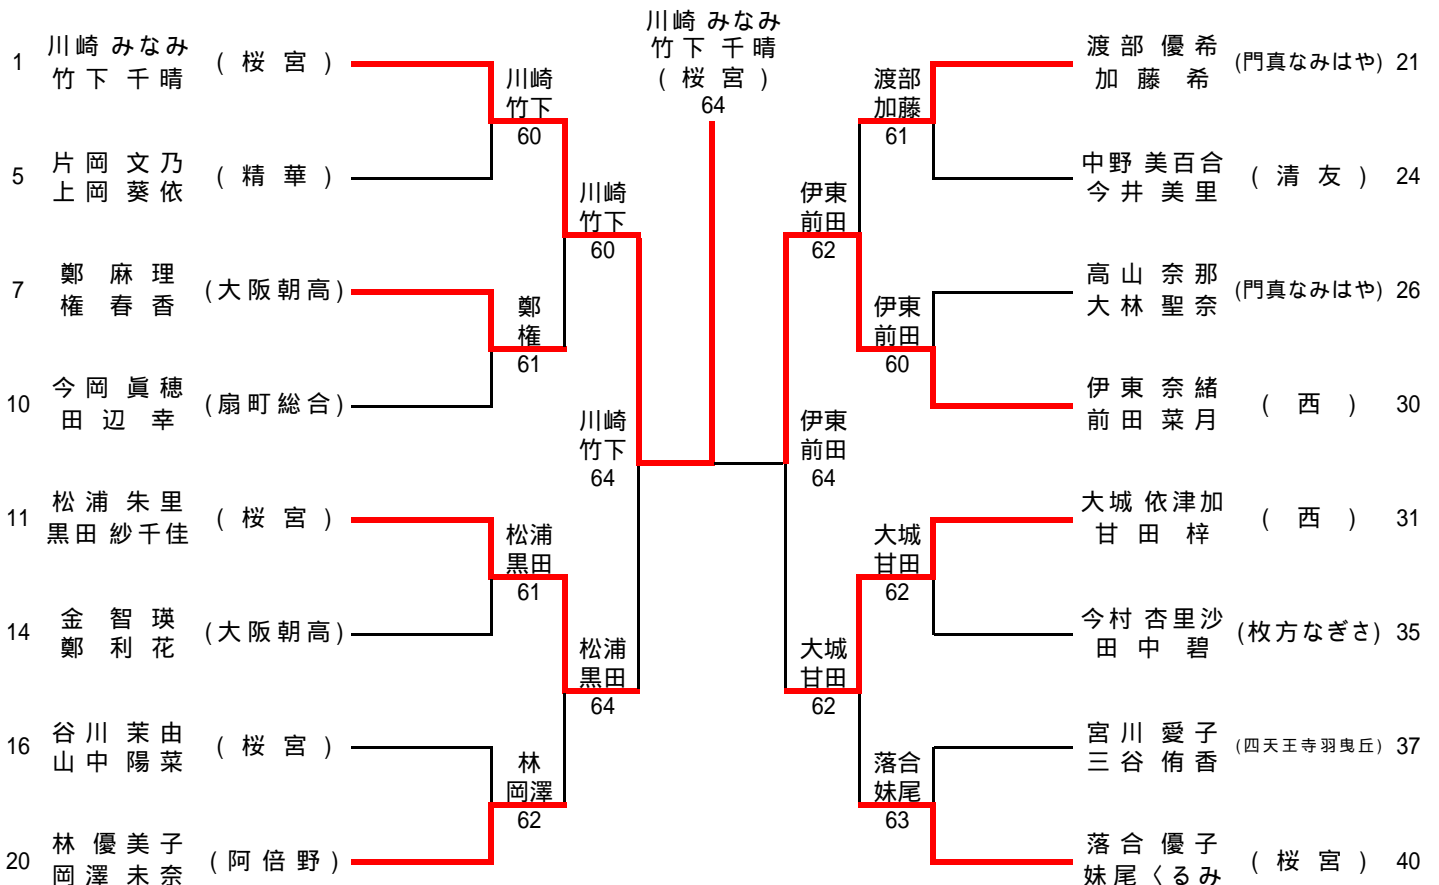 川崎 みなみ
竹下 千晴
(桜宮)
64
1 川崎 みなみ (桜宮)
竹下 千晴
川崎
竹下
60
5 片岡 文乃 (精華)
上岡 葵依
川崎
竹下
60
7 鄭 麻理 (大阪朝高)
権 春香
鄭
権
61
10 今岡 眞穂 (扇町総合)
田辺 幸
川崎
竹下
64
11 松浦 朱里 (桜宮)
黒田 紗千佳
松浦
黒田
61
14 金 智瑛 (大阪朝高)
鄭 利花
松浦
黒田
64
16 谷川 茉由 (桜宮)
山中 陽菜
林
岡澤
62
20 林 優美子 (阿倍野)
岡澤 未奈
渡部 優希 (門真なみはや) 21
加藤 希
渡部
加藤
61
中野 美百合 (清友) 24
今井 美里
伊東
前田
62
高山 奈那 (門真なみはや) 26
大林 聖奈
伊東
前田
60
伊東 奈緒 (西) 30
前田 菜月
伊東
前田
64
大城 依津加 (西) 31
甘田 梓
大城
甘田
62
今村 杏里沙 (枚方なぎさ) 35
田中 碧
大城
甘田
62
宮川 愛子 (四天王寺羽曳丘) 37
三谷 侑香
落合
妹尾
63
落合 優子 (桜宮) 40
妹尾 くるみ